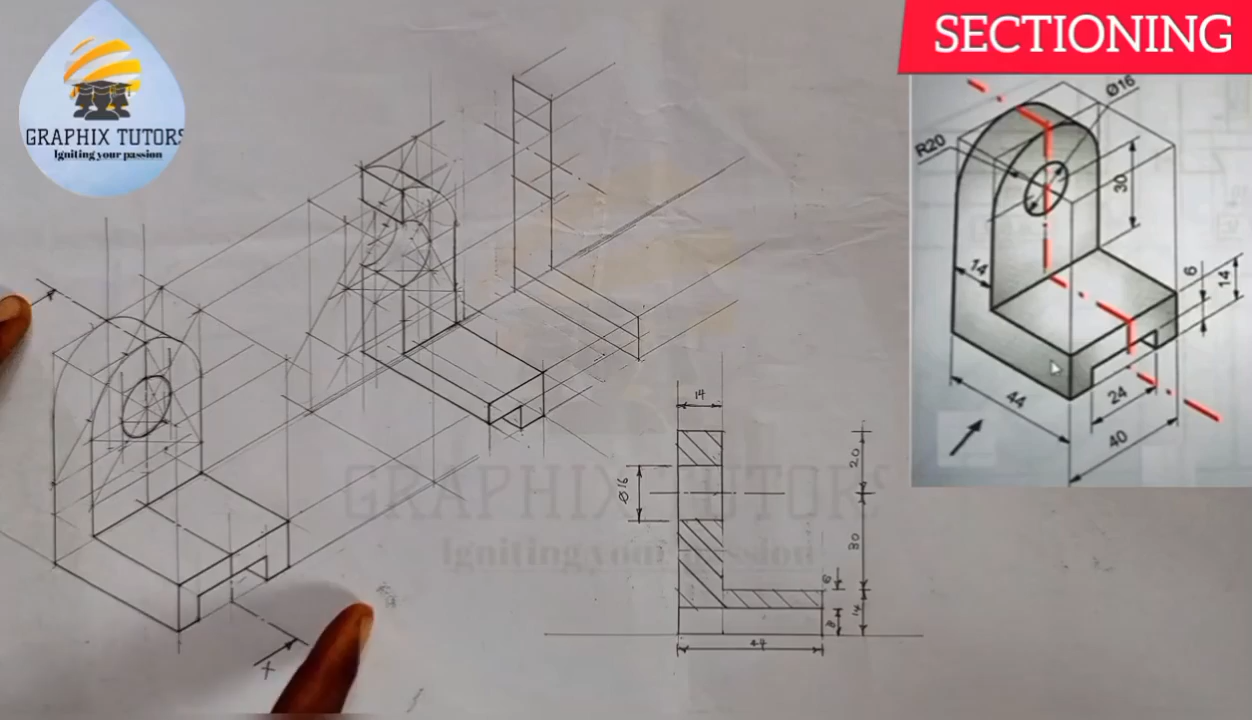 SECTIONING
GRAPHIX TUTORS
Igniting your passion
Ø16
R20
30
14
6
14
44
24
40
14
Ø16
20
30
6
14
8
44
X
GRAPHIX TUTORS
Igniting your passion